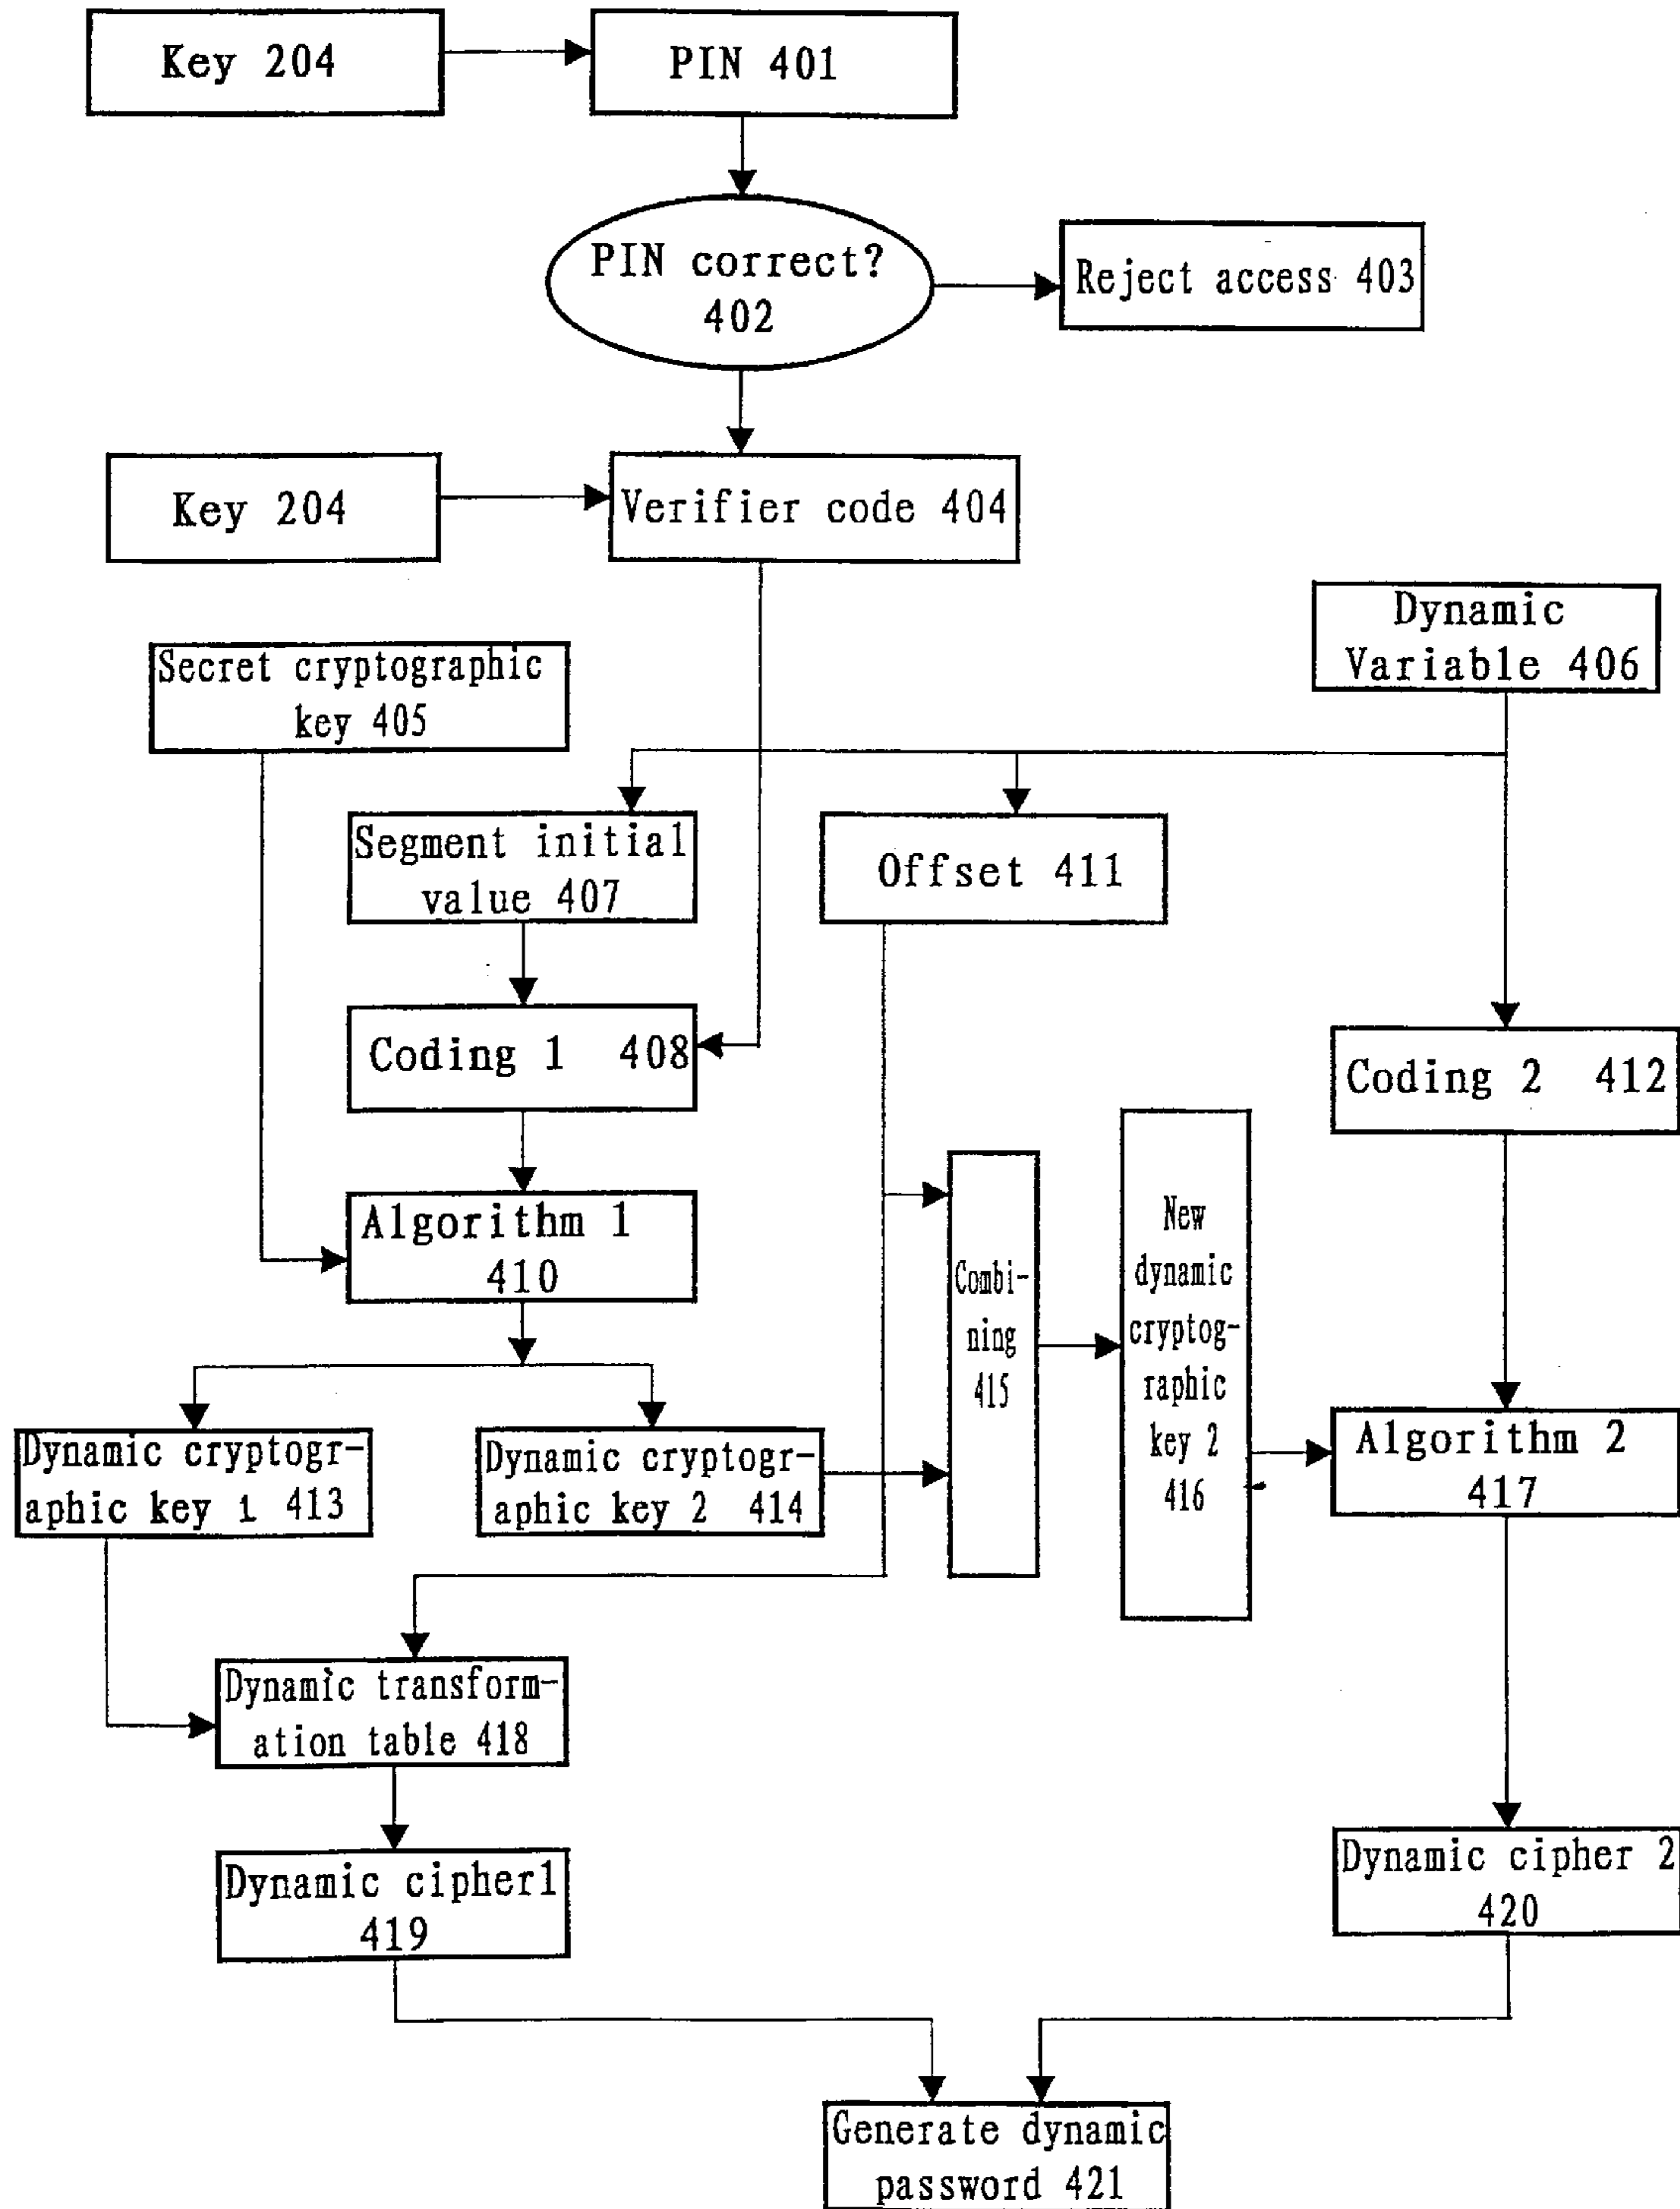 Key 204
PIN 401
PIN correct?
402
Reject access 403
Key 204
Verifier code 404
Dynamic
Variable 406
Secret cryptographic
key 405
Segment initial
value 407
Offset 411
Coding 1 408
Coding 2 412
Algorithm 1
410
Combi-
ning
415
New
dynamic
cryptog-
raphic
key 2
416
Dynamic cryptogr-
aphic key 1 413
Dynamic cryptogr-
aphic key 2 414
Algorithm 2
417
Dynamic transform-
ation table 418
Dynamic cipher1
419
Dynamic cipher 2
420
Generate dynamic
password 421